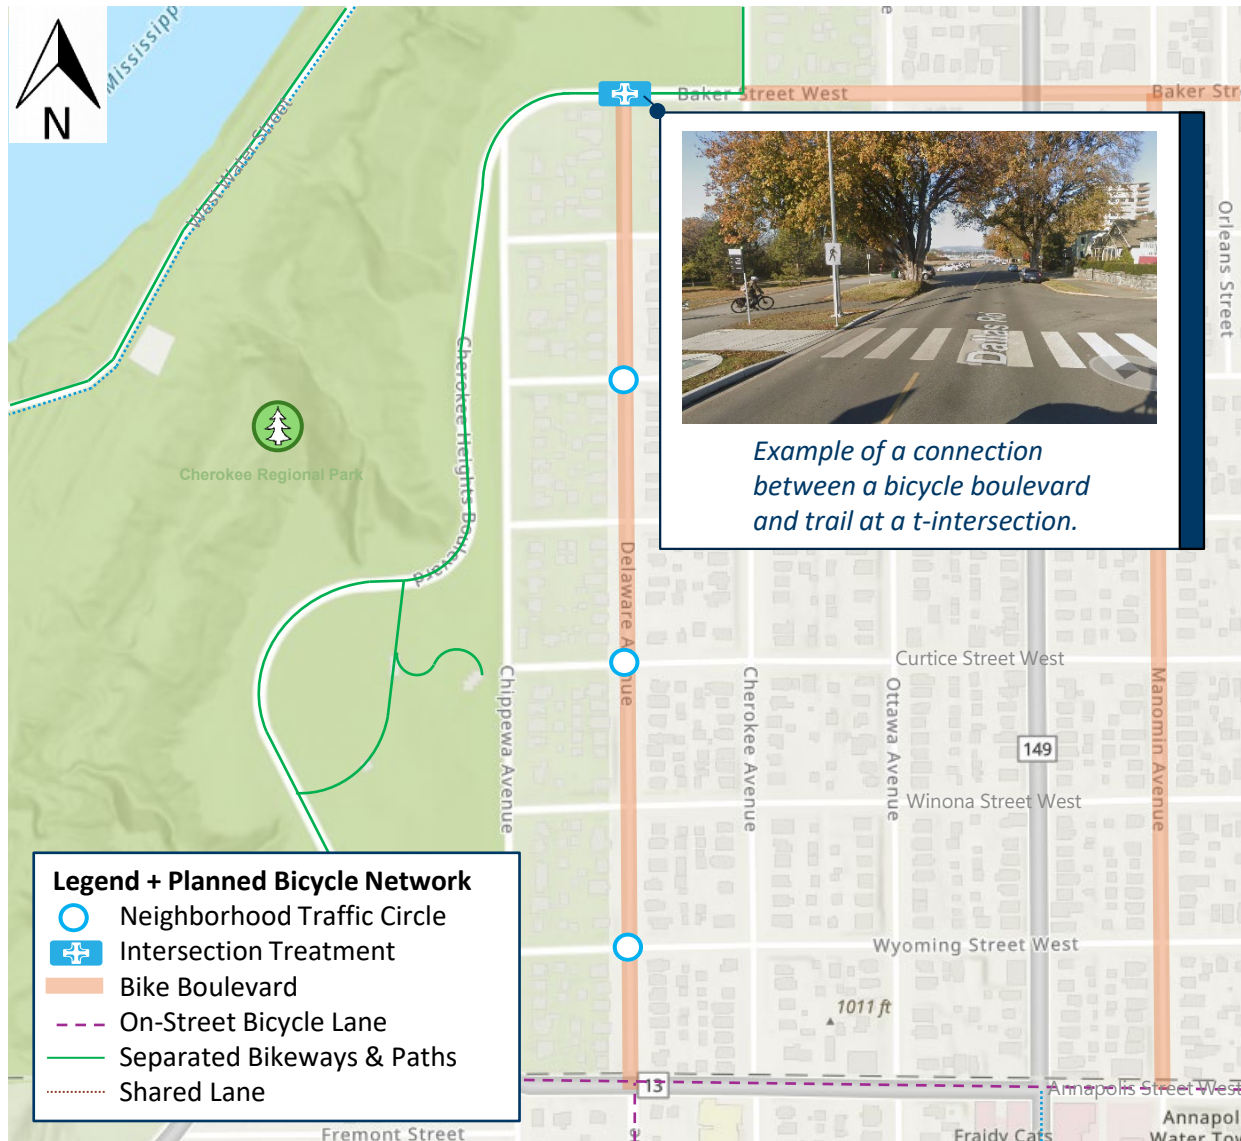 Mississipp
N
West Water Street
Baker Street West
Baker Stre
Orleans Street
Dallas Rd
Example of a connection
between a bicycle boulevard
and trail at a t-intersection.
Cherokee Regional Park
Cherokee Heights Boulevard
Delaware Avenue
Chippewa Avenue
Cherokee Avenue
Ottawa Avenue
Manomin Avenue
Curtice Street West
149
Winona Street West
Wyoming Street West
1011 ft
Legend + Planned Bicycle Network
Neighborhood Traffic Circle
Intersection Treatment
Bike Boulevard
On-Street Bicycle Lane
Separated Bikeways & Paths
Shared Lane
13
Annapolis Street West
Fremont Street
Fraidy Cats
Annapol
Water Tow